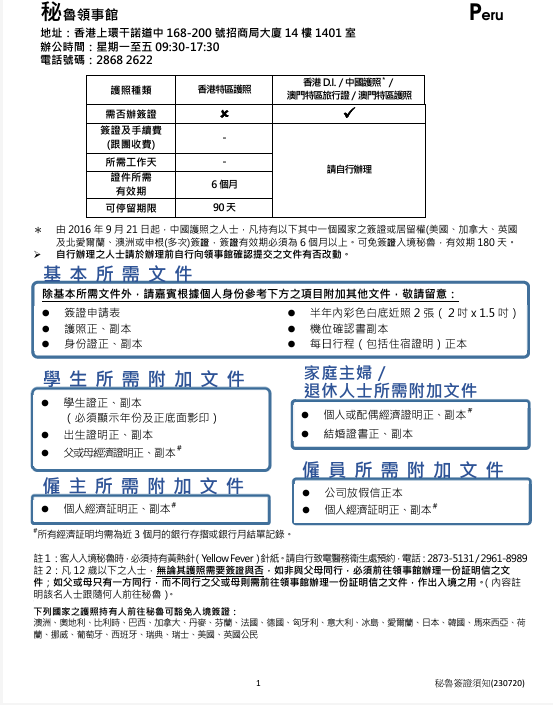 秘魯領事館 Peru
地址：香港上環干諾道中 168-200 號招商局大廈 14 樓 1401 室
辦公時間：星期一至五 09:30-17:30
電話號碼：2868 2622
護照種類 香港特區護照 香港 D.I. / 中國護照* /
澳門特區旅行證 / 澳門特區護照
需否辦簽證 ✘ ✓
簽證及手續費
(跟團收費) -
請自行辦理
所需工作天 -
證件所需
有效期 6 個月
可停留期限 90 天
＊ 由 2016 年 9 月 21 日起，中國護照之人士，凡持有以下其中一個國家之簽證或居留權(美國、加拿大、英國
及北愛爾蘭、澳洲或申根(多次)簽證，簽證有效期必須為 6 個月以上。可免簽證入境秘魯，有效期 180 天。
➢ 自行辦理之人士請於辦理前自行向領事館確認提交之文件有否改動。
基本所需文件
除基本所需文件外，請嘉賓根據個人身份參考下方之項目附加其他文件，敬請留意：
● 簽證申請表
● 護照正、副本
● 身份證正、副本
● 半年內彩色白底近照 2 張（ 2 吋 x 1.5 吋 ）
● 機位確認書副本
● 每日行程（包括住宿證明）正本
學生所需附加文件
● 學生證正、副本
（必須顯示年份及正底面影印）
● 出生證明正、副本
● 父或母經濟證明正、副本#
家庭主婦 /
退休人士所需附加文件
● 個人或配偶經濟證明正、副本#
● 結婚證書正、副本
僱主所需附加文件
● 個人經濟証明正、副本#
僱員所需附加文件
● 公司放假信正本
● 個人經濟證明正、副本#
#所有經濟証明均需為近 3 個月的銀行存摺或銀行月結單記錄。
註 1：客人入境秘魯時，必須持有黃熱針( Yellow Fever ) 針紙。請自行致電醫務衛生處預約，電話 : 2873-5131 / 2961-8989
註 2：凡 12 歲以下之人士，無論其護照需要簽證與否，如非與父母同行，必須前往領事館辦理一份証明信之文
件；如父或母只有一方同行，而不同行之父或母則需前往領事館辦理一份証明信之文件，作出入境之用。( 內容註
明該名人士跟隨何人前往秘魯 )。
下列國家之護照持有人前往秘魯可豁免入境簽證：
澳洲、奧地利、比利時、巴西、加拿大、丹麥、芬蘭、法國、德國、匈牙利、意大利、冰島、愛爾蘭、日本、韓國、馬來西亞、荷
蘭、挪威、葡萄牙、西班牙、瑞典、瑞士、美國、英國公民
1 秘魯簽證須知(230720)